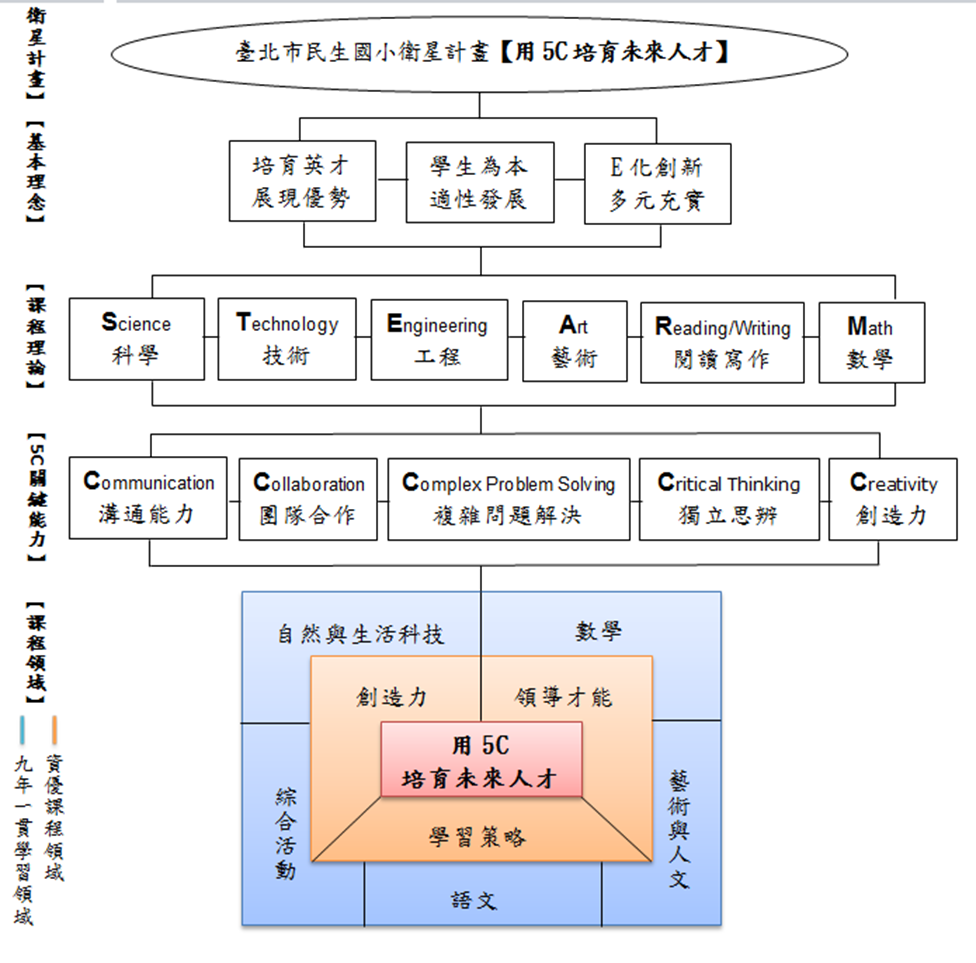 衛星計畫】
臺北市民生國小衛星計畫【用5C培育未來人才】
【基本理念】
培育英才
展現優勢
學生為本
適性發展
E化創新
多元充實
【課程理論】
Science
科學
Technology
技術
Engineering
工程
Art
藝術
Reading/Writing
閱讀寫作
Math
數學
【5C關鍵能力】
Communication
溝通能力
Collaboration
團隊合作
Complex Problem Solving
複雜問題解決
Critical Thinking
獨立思辨
Creativity
創造力
【課程領域】
自然與生活科技
數學
創造力
領導才能
用5C
培育未來人才
學習策略
綜合活動
藝術與人文
語文
資優課程領域
九年一貫學習領域